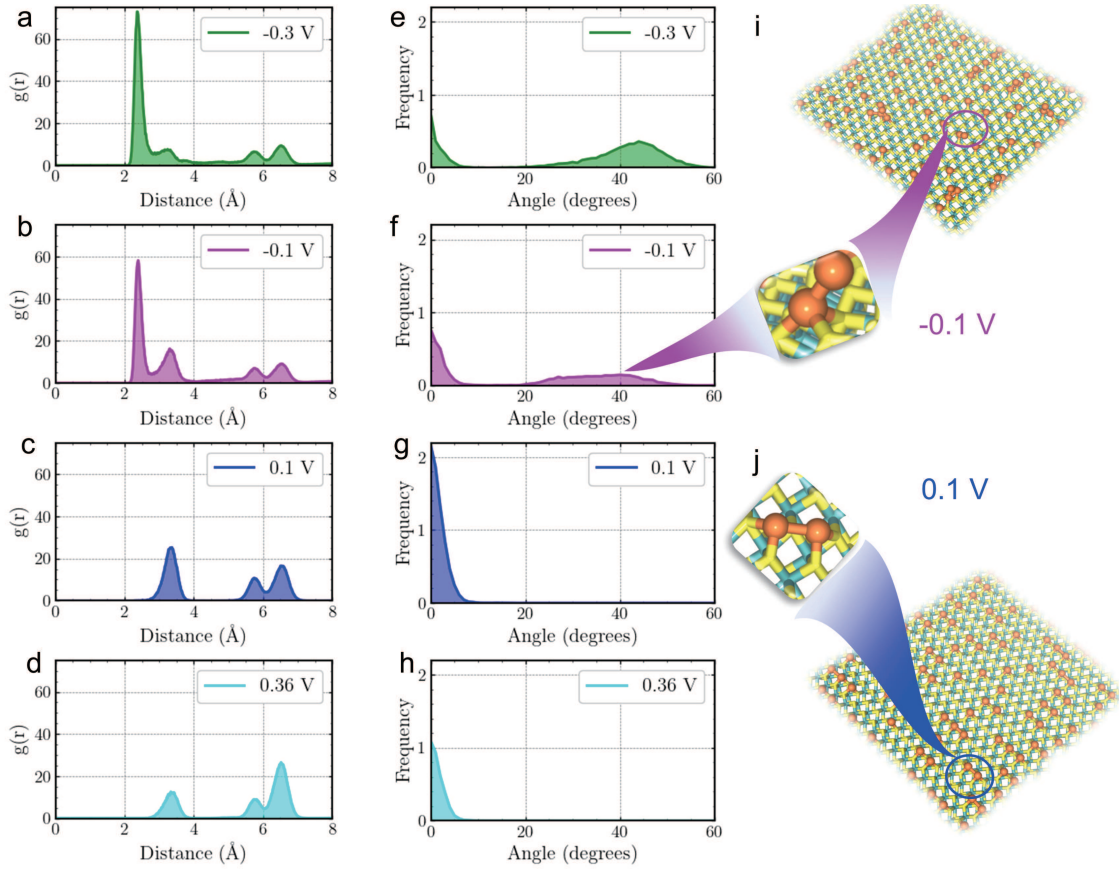 a
-0.3 V
g(r)
60
40
20
0
0 2 4 6 8
Distance (Å)
e
-0.3 V
Frequency
2
1
0
0 20 40 60
Angle (degrees)
i
b
-0.1 V
g(r)
60
40
20
0
0 2 4 6 8
Distance (Å)
f
-0.1 V
Frequency
2
1
0
0 20 40 60
Angle (degrees)
-0.1 V
c
0.1 V
g(r)
60
40
20
0
0 2 4 6 8
Distance (Å)
g
0.1 V
Frequency
2
1
0
0 20 40 60
Angle (degrees)
j
0.1 V
d
0.36 V
g(r)
60
40
20
0
0 2 4 6 8
Distance (Å)
h
0.36 V
Frequency
2
1
0
0 20 40 60
Angle (degrees)